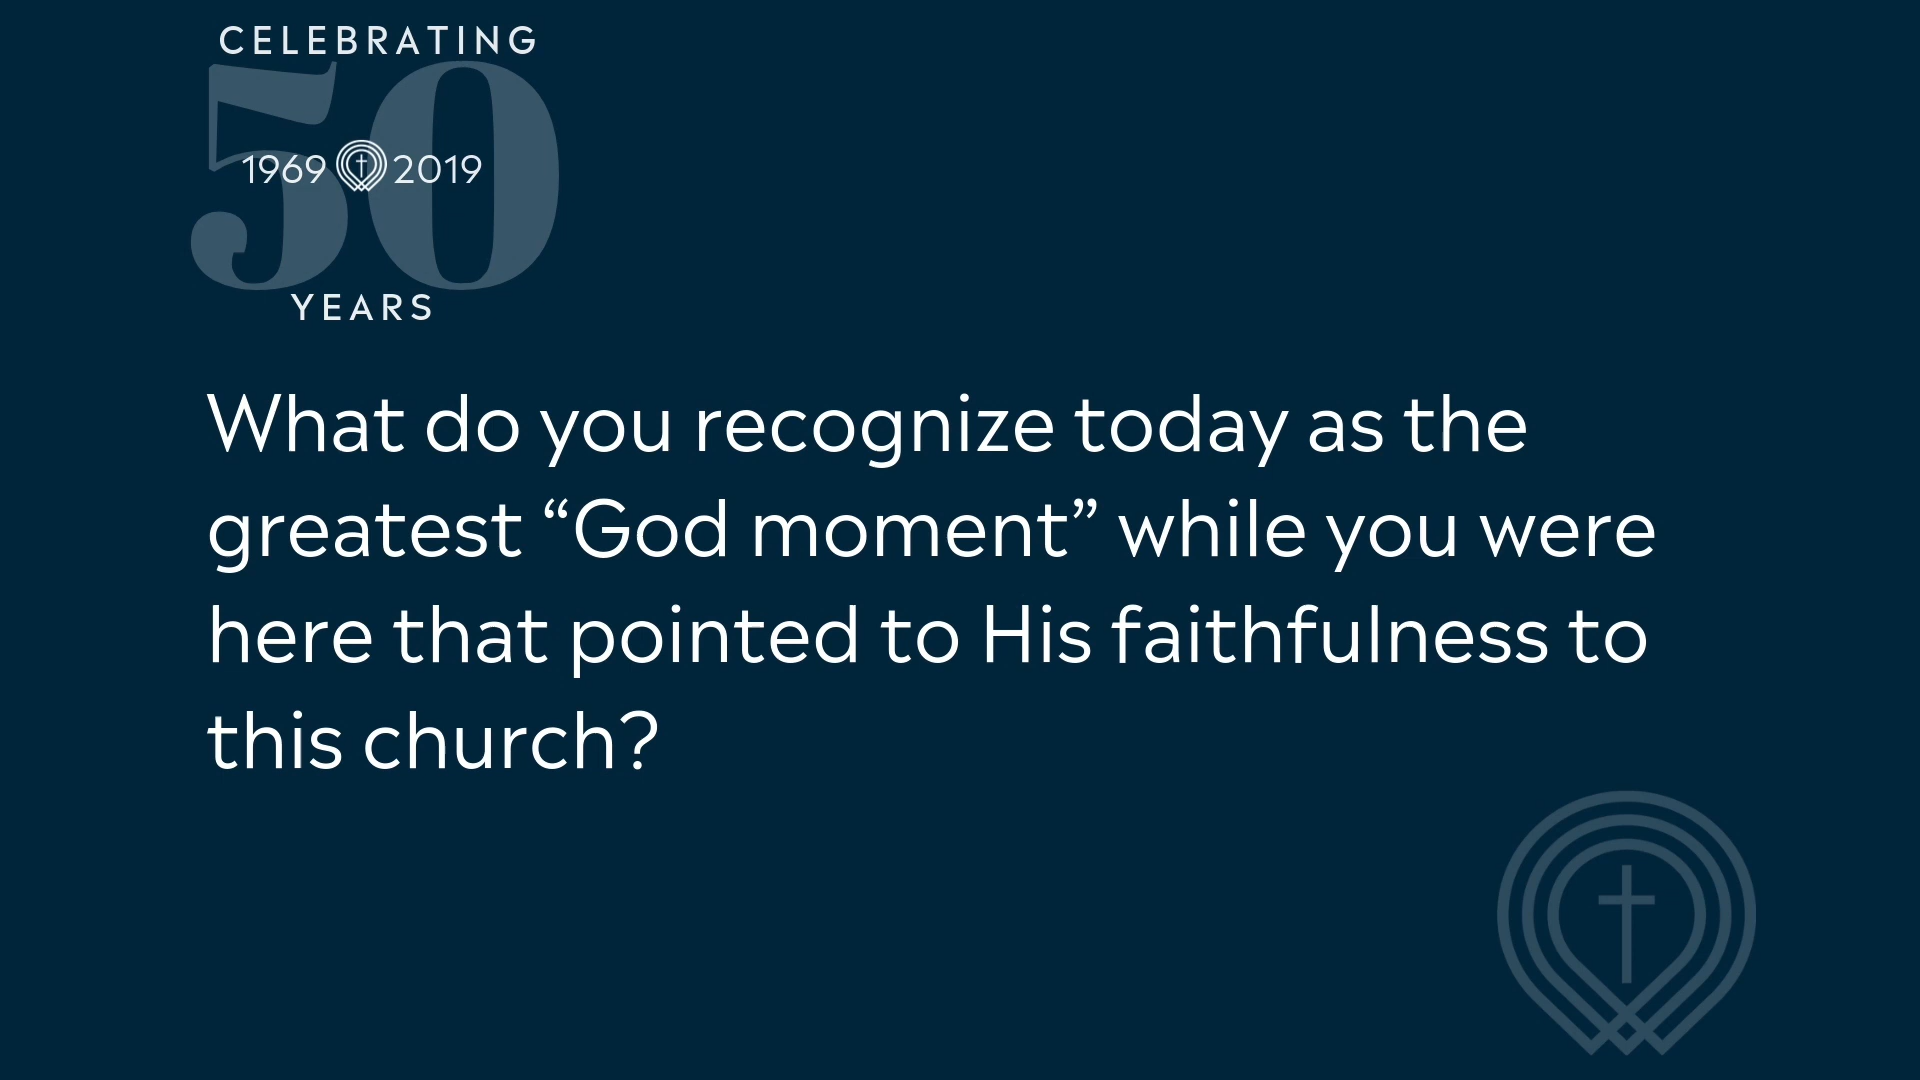 CELEBRATING
50
1969 2019
YEARS
What do you recognize today as the
greatest “God moment” while you were
here that pointed to His faithfulness to
this church?